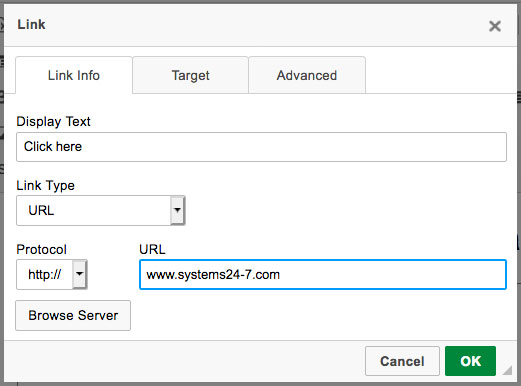 Link
Link Info Target Advanced
Display Text
Click here
Link Type
URL
Protocol URL
http:// www.systems24-7.com
Browse Server
Cancel OK